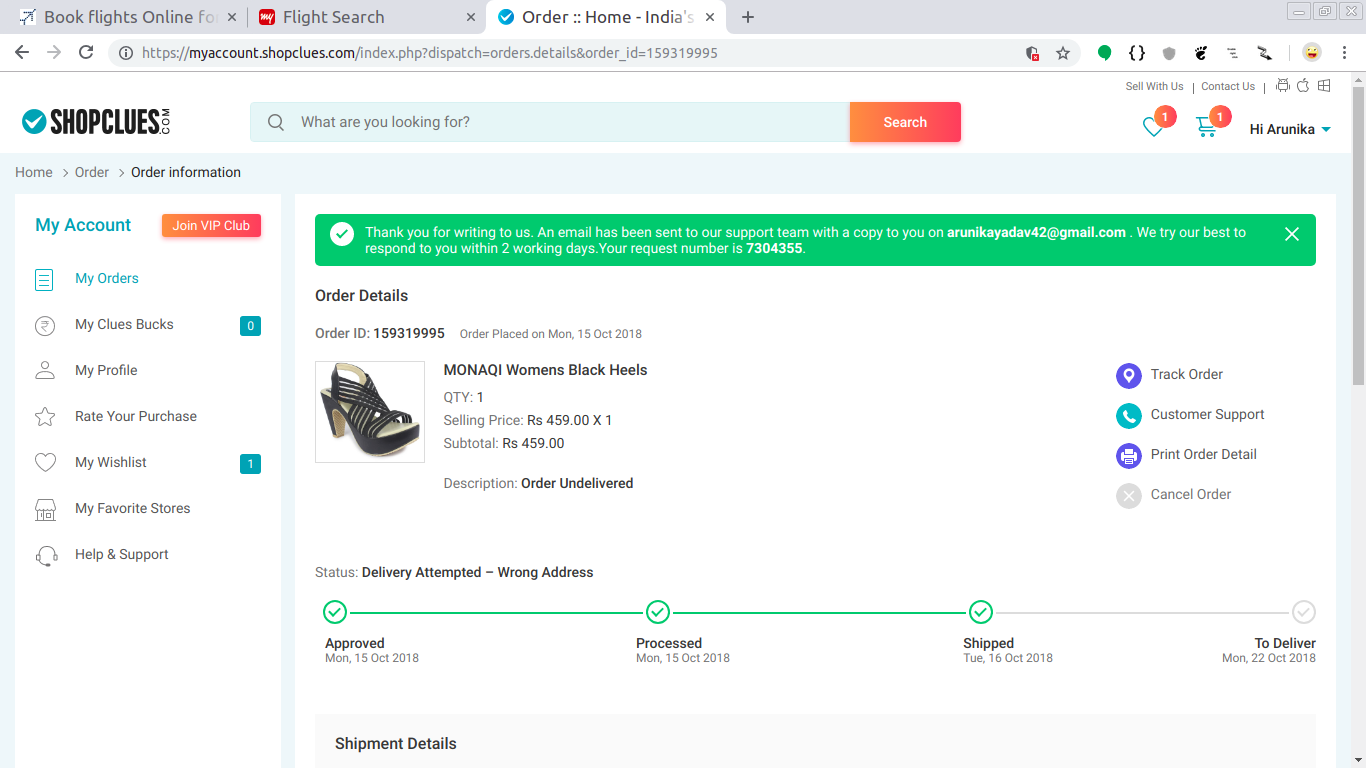 Book flights Online fo
Flight Search
Order :: Home - India's
https://myaccount.shopclues.com/index.php?dispatch=orders.details&order_id=159319995
Sell With Us | Contact Us |
SHOPCLUES.COM
What are you looking for?
Search
1
1
Hi Arunika
Home > Order > Order information
My Account
Join VIP Club
My Orders
My Clues Bucks
0
My Profile
Rate Your Purchase
My Wishlist
1
My Favorite Stores
Help & Support
Thank you for writing to us. An email has been sent to our support team with a copy to you on arunikayadav42@gmail.com . We try our best to
respond to you within 2 working days.Your request number is 7304355.
Order Details
Order ID: 159319995 Order Placed on Mon, 15 Oct 2018
MONAQI Womens Black Heels
QTY: 1
Selling Price: Rs 459.00 X 1
Subtotal: Rs 459.00
Description: Order Undelivered
Track Order
Customer Support
Print Order Detail
Cancel Order
Status: Delivery Attempted – Wrong Address
Approved
Mon, 15 Oct 2018
Processed
Mon, 15 Oct 2018
Shipped
Tue, 16 Oct 2018
To Deliver
Mon, 22 Oct 2018
Shipment Details